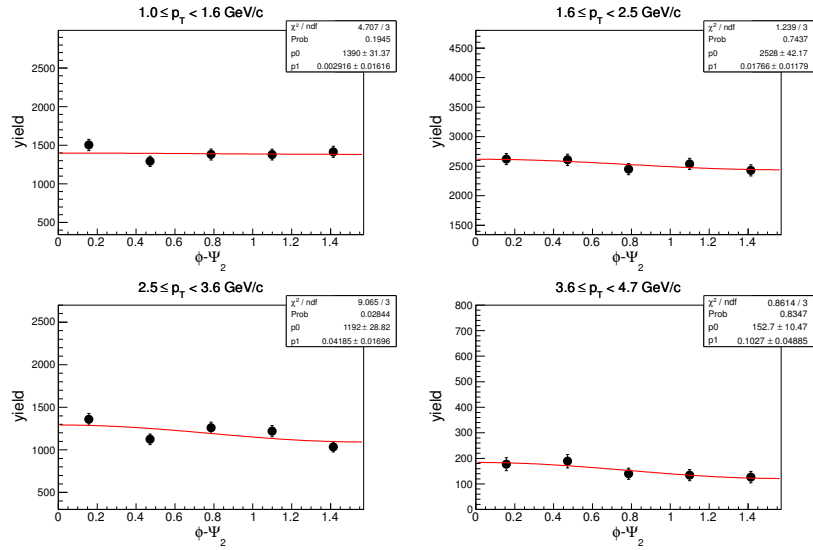 1.0 ≤ p_T < 1.6 GeV/c
χ² / ndf 4.707 / 3
Prob 0.1945
p0 1390 ± 31.37
p1 0.002916 ± 0.01616
yield
2500
2000
1500
1000
500
0 0.2 0.4 0.6 0.8 1 1.2 1.4
ϕ-Ψ_2
1.6 ≤ p_T < 2.5 GeV/c
χ² / ndf 1.239 / 3
Prob 0.7437
p0 2528 ± 42.17
p1 0.01766 ± 0.01179
yield
4500
4000
3500
3000
2500
2000
1500
0 0.2 0.4 0.6 0.8 1 1.2 1.4
ϕ-Ψ_2
2.5 ≤ p_T < 3.6 GeV/c
χ² / ndf 9.065 / 3
Prob 0.02844
p0 1192 ± 28.82
p1 0.04185 ± 0.01696
yield
2500
2000
1500
1000
500
0 0.2 0.4 0.6 0.8 1 1.2 1.4
ϕ-Ψ_2
3.6 ≤ p_T < 4.7 GeV/c
χ² / ndf 0.8614 / 3
Prob 0.8347
p0 152.7 ± 10.47
p1 0.1027 ± 0.04885
yield
800
700
600
500
400
300
200
100
0
0 0.2 0.4 0.6 0.8 1 1.2 1.4
ϕ-Ψ_2